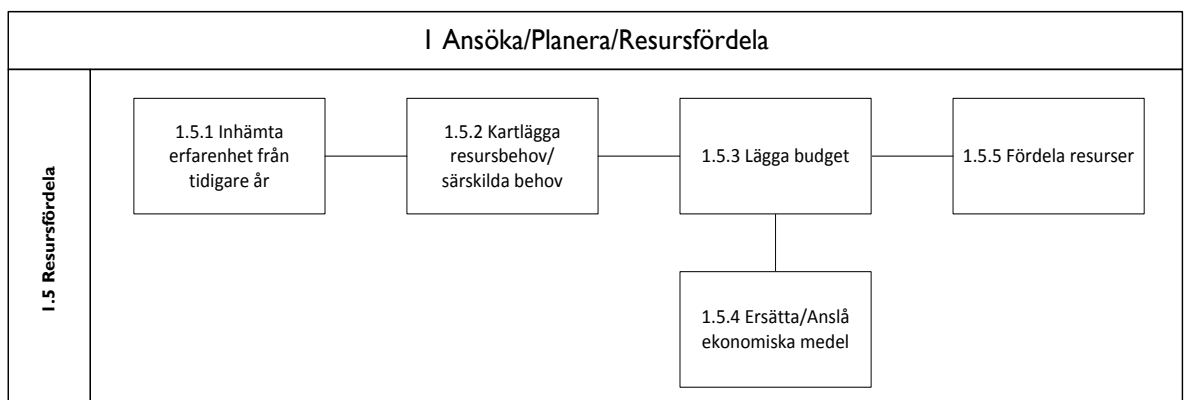 1 Ansöka/Planera/Resursfördela
1.5 Resursfördela
1.5.1 Inhämta
erfarenhet från
tidigare år
1.5.2 Kartlägga
resursbehov/
särskilda behov
1.5.3 Lägga budget
1.5.5 Fördela resurser
1.5.4 Ersätta/Anslå
ekonomiska medel